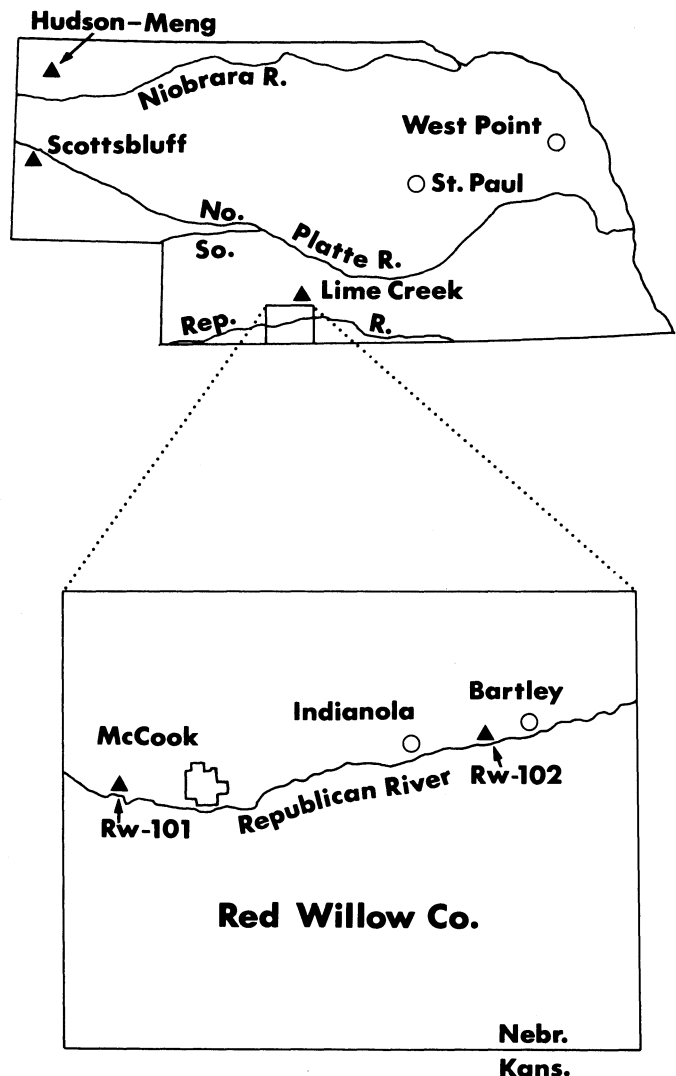 Hudson–Meng
Niobrara R.
West Point
Scottsbluff
St. Paul
No.
So.
Platte R.
Lime Creek
Rep.
R.
Bartley
Indianola
McCook
Rw-102
Republican River
Rw-101
Red Willow Co.
Nebr.
Kans.